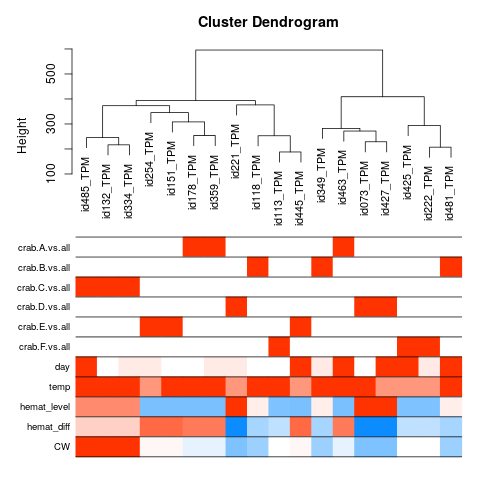 Cluster Dendrogram
Height
100
300
500
id485_TPM
id132_TPM
id334_TPM
id254_TPM
id151_TPM
id178_TPM
id359_TPM
id221_TPM
id118_TPM
id113_TPM
id445_TPM
id349_TPM
id463_TPM
id073_TPM
id427_TPM
id425_TPM
id222_TPM
id481_TPM
crab.A.vs.all
crab.B.vs.all
crab.C.vs.all
crab.D.vs.all
crab.E.vs.all
crab.F.vs.all
day
temp
hemat_level
hemat_diff
CW